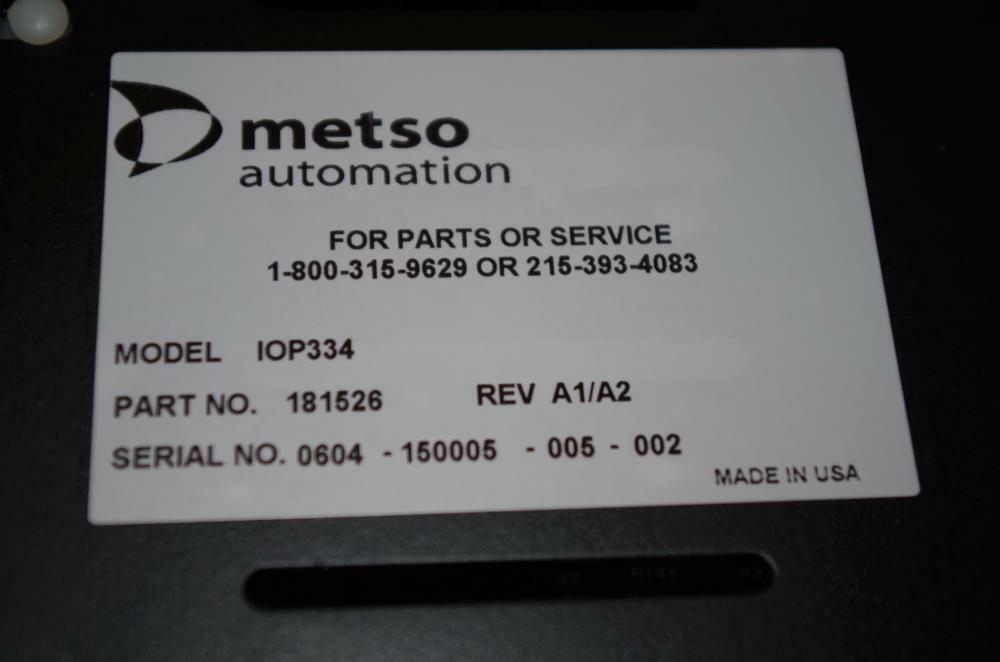 metso
automation
FOR PARTS OR SERVICE
1-800-315-9629 OR 215-393-4083
MODEL IOP334
PART NO. 181526 REV A1/A2
SERIAL NO. 0604 - 150005 - 005 - 002
MADE IN USA